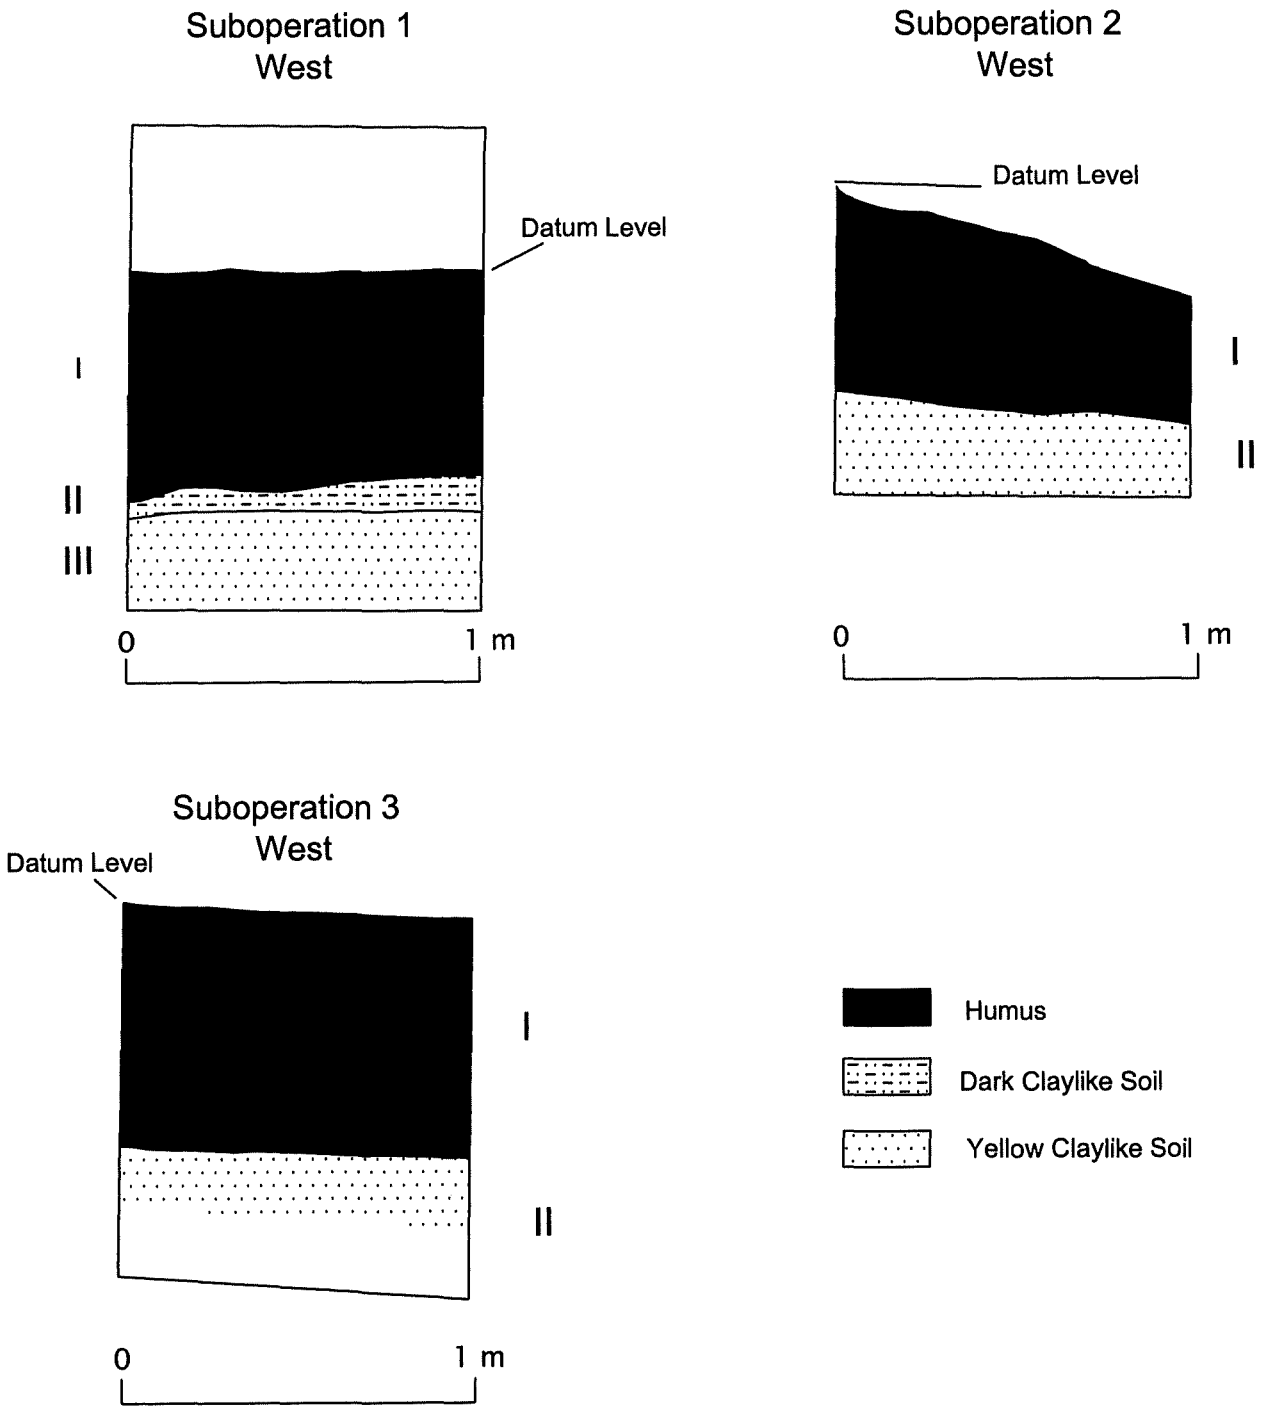 Suboperation 1
West
Datum Level
I
II
III
0 1 m
Suboperation 2
West
Datum Level
I
II
0 1 m
Suboperation 3
West
Datum Level
I
II
0 1 m
Humus
Dark Claylike Soil
Yellow Claylike Soil